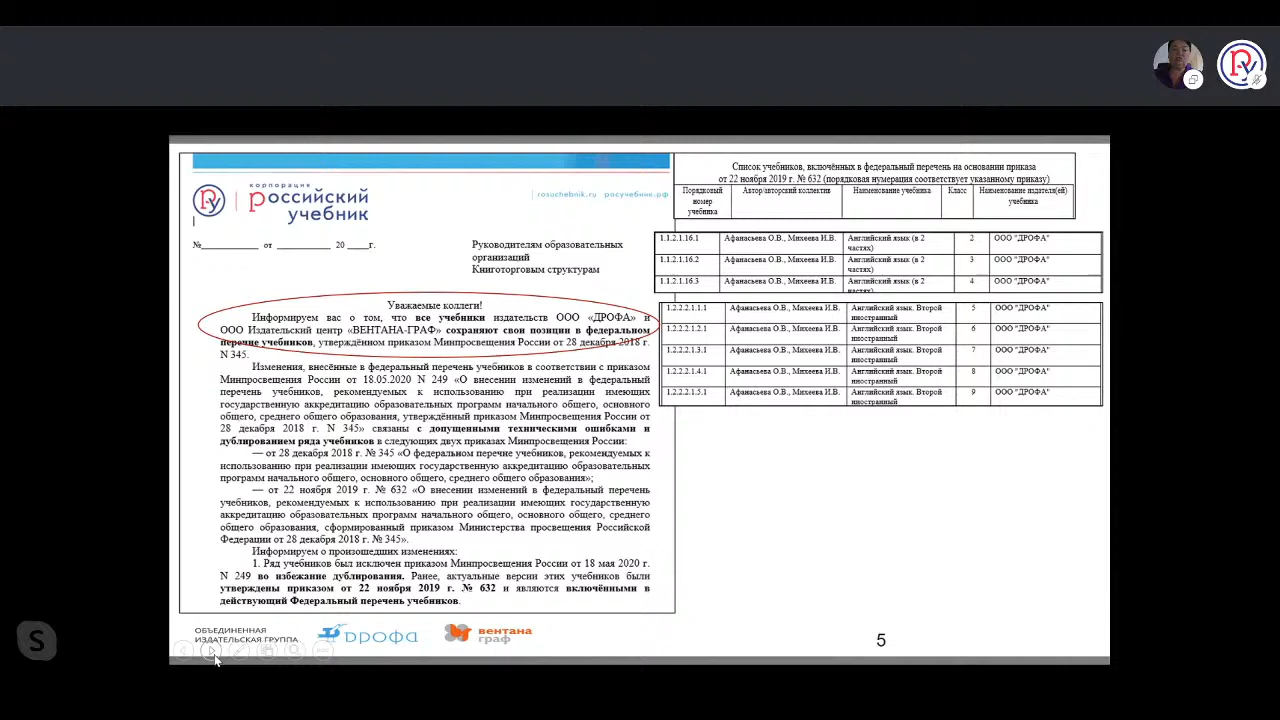 корпорация
российский
учебник
rosuchebnik.ru росучебник.рф
№____________ от ____________ 20 _____г.
Руководителям образовательных
организаций
Книготорговым структурам
Уважаемые коллеги!
Информируем вас о том, что все учебники издательств ООО «ДРОФА» и
ООО Издательский центр «ВЕНТАНА-ГРАФ» сохраняют свои позиции в федеральном
перечне учебников, утверждённом приказом Минпросвещения России от 28 декабря 2018 г.
N 345.
Изменения, внесённые в федеральный перечень учебников в соответствии с приказом
Минпросвещения России от 18.05.2020 N 249 «О внесении изменений в федеральный
перечень учебников, рекомендуемых к использованию при реализации имеющих
государственную аккредитацию образовательных программ начального общего, основного
общего, среднего общего образования, утверждённый приказом Минпросвещения России от
28 декабря 2018 г. N 345» связаны с допущенными техническими ошибками и
дублированием ряда учебников в следующих двух приказах Минпросвещения России:
— от 28 декабря 2018 г. № 345 «О федеральном перечне учебников, рекомендуемых к
использованию при реализации имеющих государственную аккредитацию образовательных
программ начального общего, основного общего, среднего общего образования»;
— от 22 ноября 2019 г. № 632 «О внесении изменений в федеральный перечень
учебников, рекомендуемых к использованию при реализации имеющих государственную
аккредитацию образовательных программ начального общего, основного общего, среднего
общего образования, сформированный приказом Министерства просвещения Российской
Федерации от 28 декабря 2018 г. № 345».
Информируем о произошедших изменениях:
1. Ряд учебников был исключен приказом Минпросвещения России от 18 мая 2020 г.
N 249 во избежание дублирования. Ранее, актуальные версии этих учебников были
утверждены приказом от 22 ноября 2019 г. № 632 и являются включёнными в
действующий Федеральный перечень учебников.
Список учебников, включённых в федеральный перечень на основании приказа
от 22 ноября 2019 г. № 632 (порядковая нумерация соответствует указанному приказу)
Порядковый номер учебника Автор/авторский коллектив Наименование учебника Класс Наименование издателя(ей) учебника
1.1.2.1.16.1 Афанасьева О.В., Михеева И.В. Английский язык (в 2 частях) 2 ООО "ДРОФА"
1.1.2.1.16.2 Афанасьева О.В., Михеева И.В. Английский язык (в 2 частях) 3 ООО "ДРОФА"
1.1.2.1.16.3 Афанасьева О.В., Михеева И.В. Английский язык (в 2 частях) 4 ООО "ДРОФА"
1.2.2.2.1.1.1 Афанасьева О.В., Михеева И.В. Английский язык. Второй иностранный 5 ООО "ДРОФА"
1.2.2.2.1.2.1 Афанасьева О.В., Михеева И.В. Английский язык. Второй иностранный 6 ООО "ДРОФА"
1.2.2.2.1.3.1 Афанасьева О.В., Михеева И.В. Английский язык. Второй иностранный 7 ООО "ДРОФА"
1.2.2.2.1.4.1 Афанасьева О.В., Михеева И.В. Английский язык. Второй иностранный 8 ООО "ДРОФА"
1.2.2.2.1.5.1 Афанасьева О.В., Михеева И.В. Английский язык. Второй иностранный 9 ООО "ДРОФА"
ОБЪЕДИНЕННАЯ
ИЗДАТЕЛЬСКАЯ ГРУППА
дрофа
вентана
граф
5
S